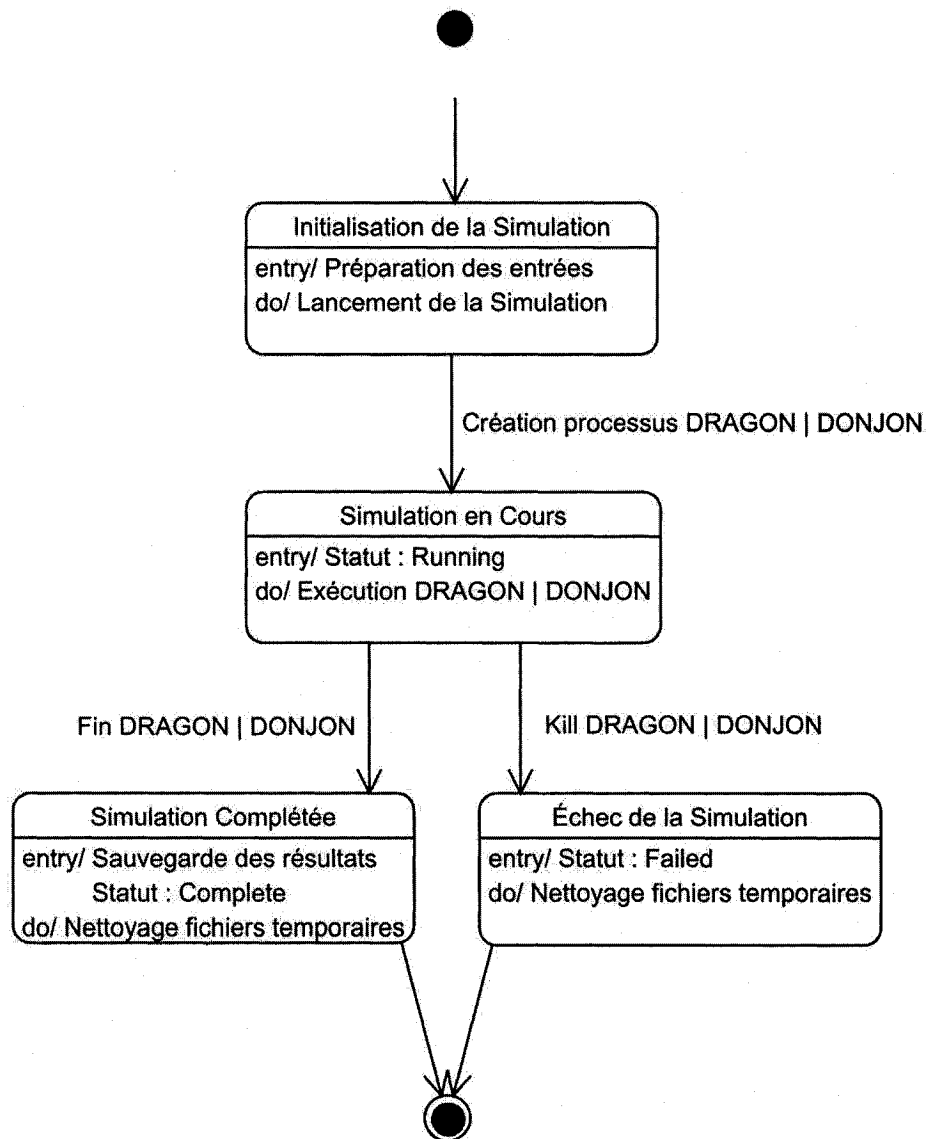 Initialisation de la Simulation
entry/ Préparation des entrées
do/ Lancement de la Simulation
Création processus DRAGON | DONJON
Simulation en Cours
entry/ Statut : Running
do/ Exécution DRAGON | DONJON
Fin DRAGON | DONJON
Kill DRAGON | DONJON
Simulation Complétée
entry/ Sauvegarde des résultats
Statut : Complete
do/ Nettoyage fichiers temporaires
Échec de la Simulation
entry/ Statut : Failed
do/ Nettoyage fichiers temporaires